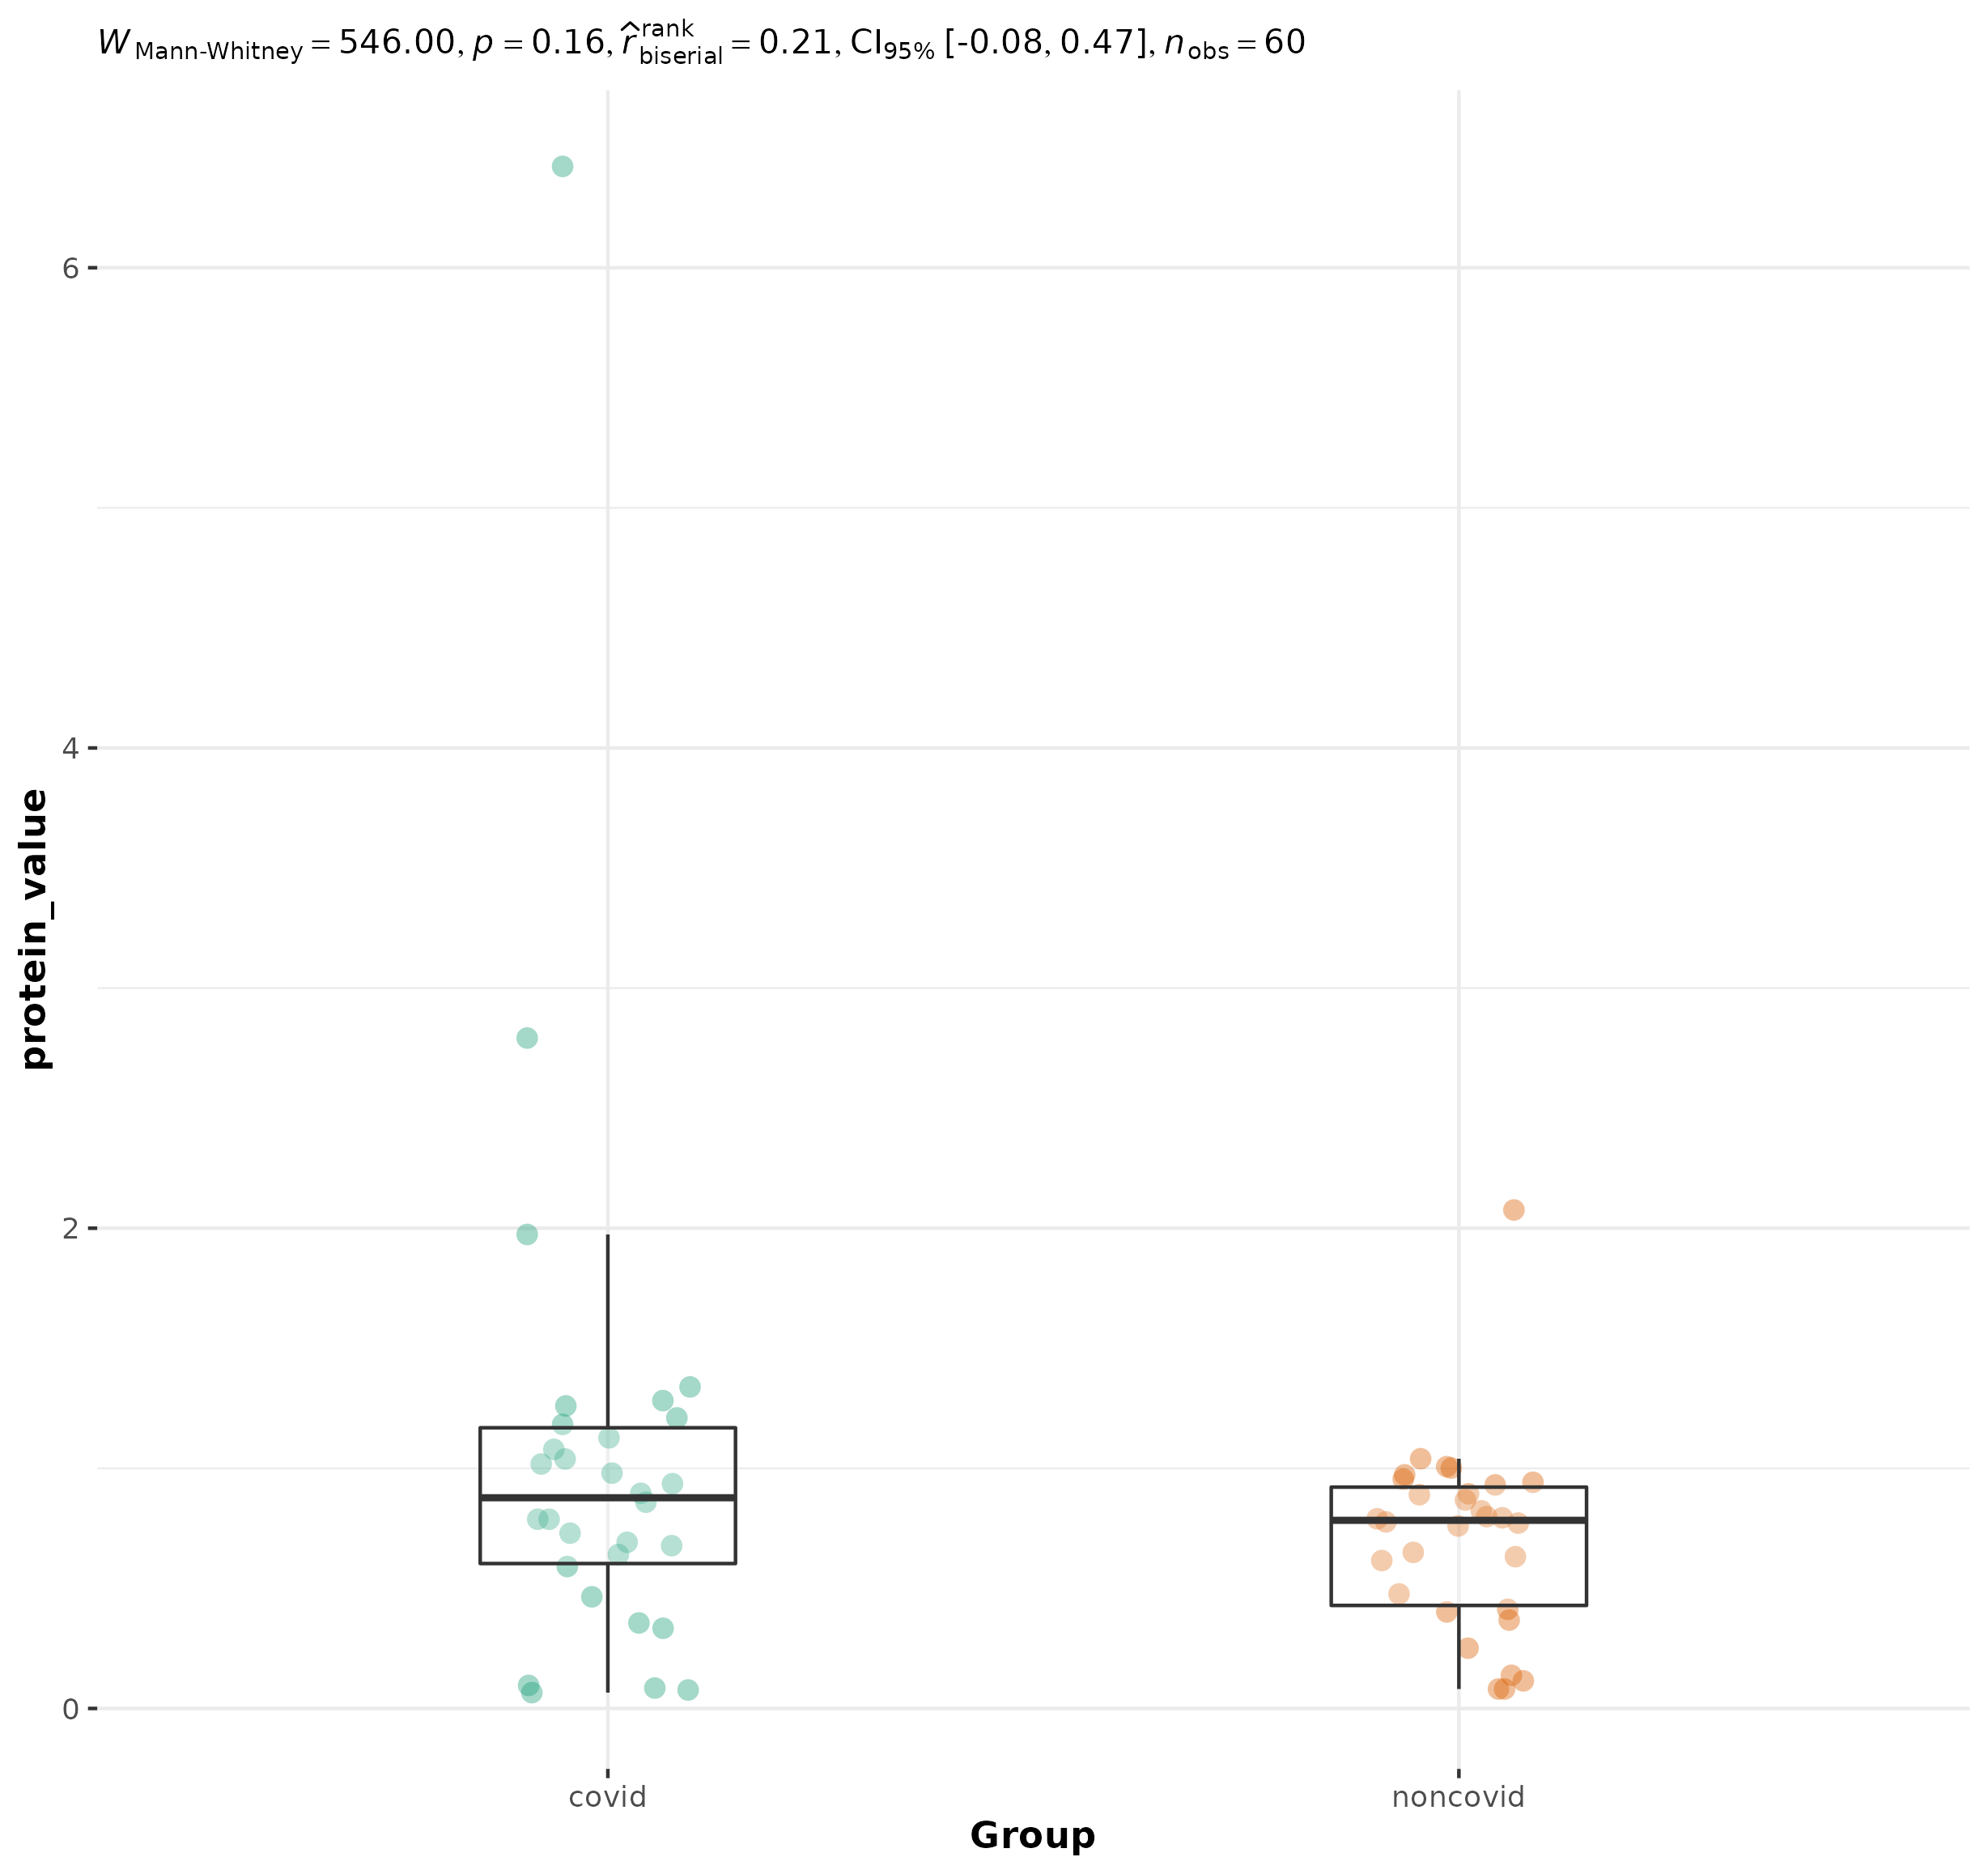 W Mann-Whitney = 546.00, p = 0.16, r̂ rank biserial = 0.21, CI95% [-0.08, 0.47], n obs = 60
6
4
2
0
protein_value
covid noncovid
Group